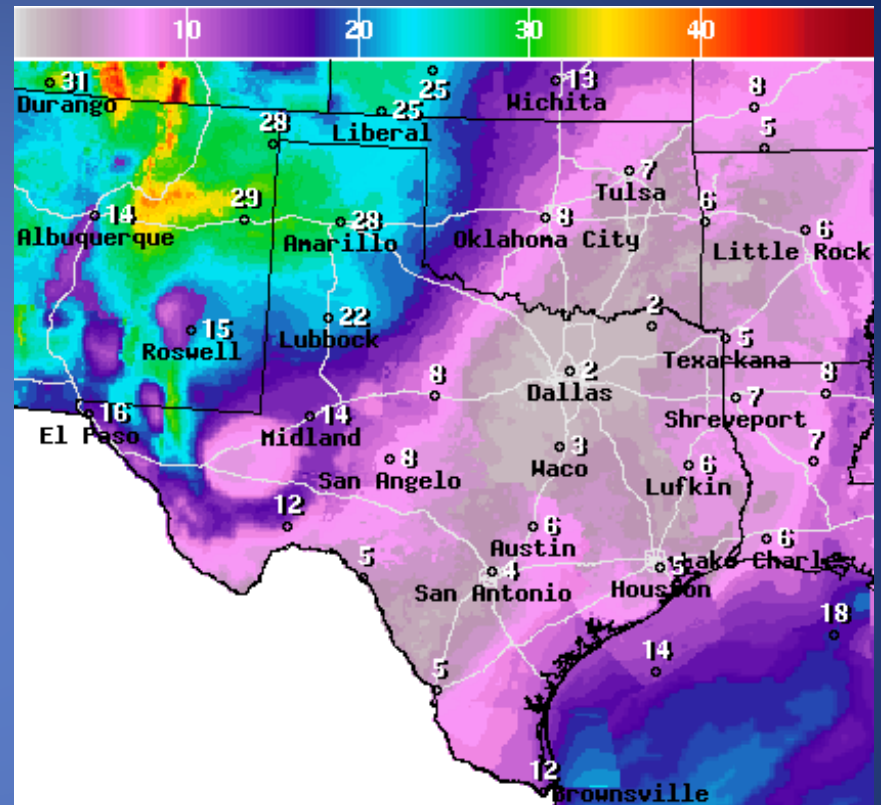 10 20 30 40
31
Durango
25
13
Wichita
8
25
Liberal
28
5
7
Tulsa
14
Albuquerque
29
28
Amarillo
8
Oklahoma City
6
6
Little Rock
15
Roswell
22
Lubbock
2
5
Texarkana
2
Dallas
8
7
Shreveport
8
16
El Paso
14
Midland
8
San Angelo
3
Waco
6
Lufkin
7
12
6
Austin
6
Lake Charles
5
4
San Antonio
5
Houston
18
14
5
12
Brownsville